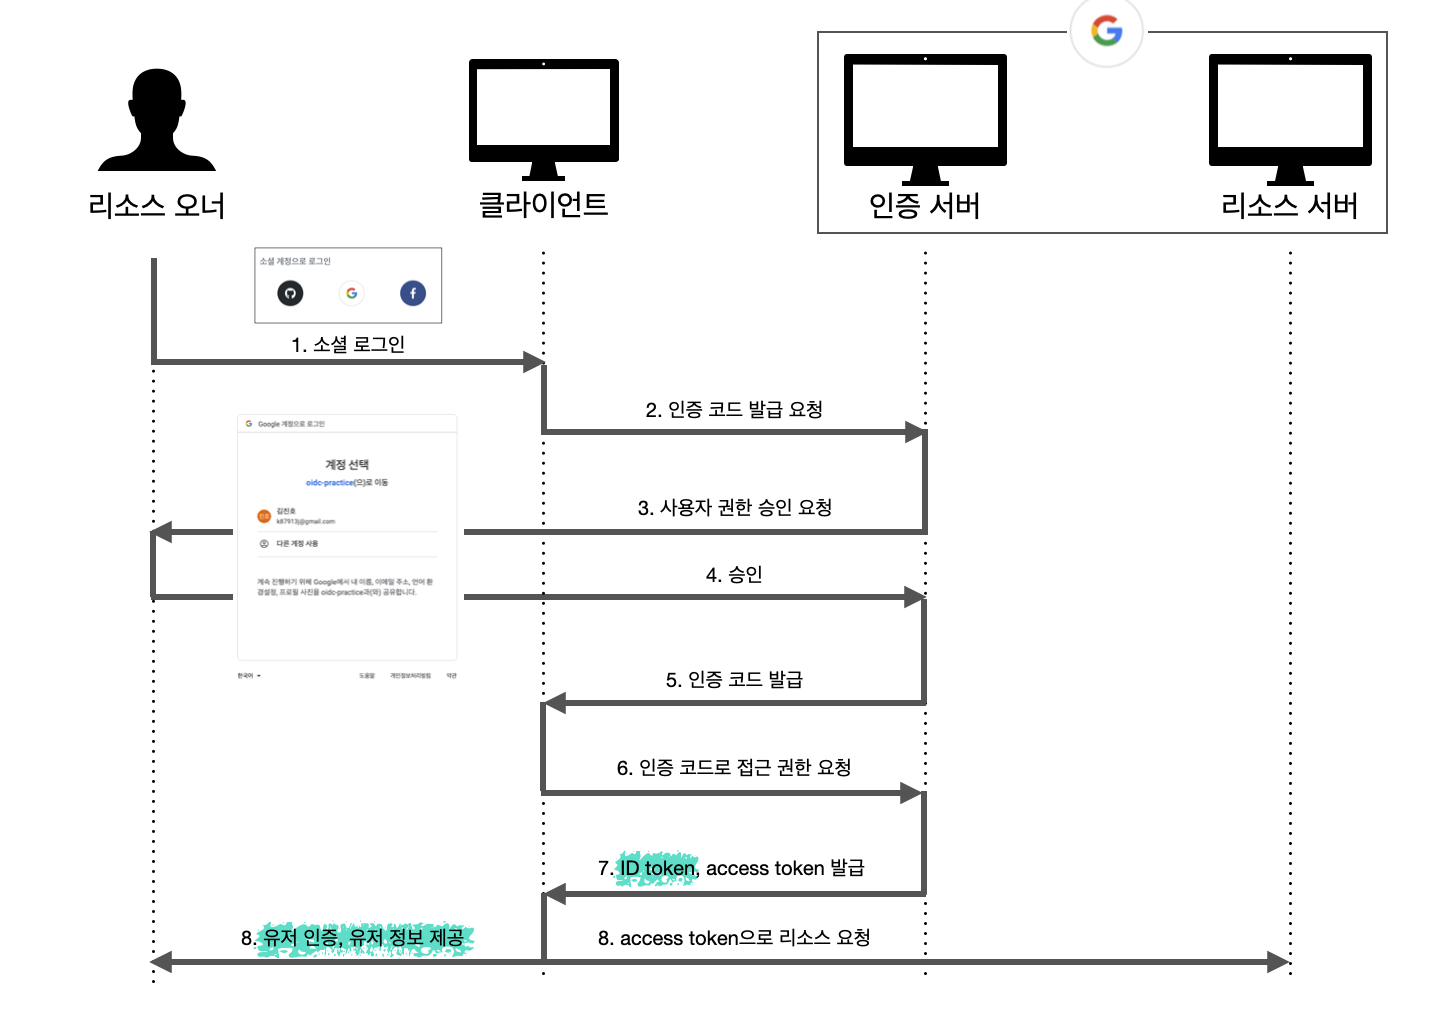 리소스 오너
클라이언트
인증 서버
리소스 서버
소셜 계정으로 로그인
1. 소셜 로그인
2. 인증 코드 발급 요청
Google 계정으로 로그인
계정 선택
oidc-practice(으)로 이동
김진호
k87913j@gmail.com
다른 계정 사용
계속 진행하기 위해 Google에서 내 이름, 이메일 주소, 언어 환
경설정, 프로필 사진을 oidc-practice과(와) 공유합니다.
한국어
도움말 개인정보처리방침 약관
3. 사용자 권한 승인 요청
4. 승인
5. 인증 코드 발급
6. 인증 코드로 접근 권한 요청
7. ID token, access token 발급
8. 유저 인증, 유저 정보 제공
8. access token으로 리소스 요청